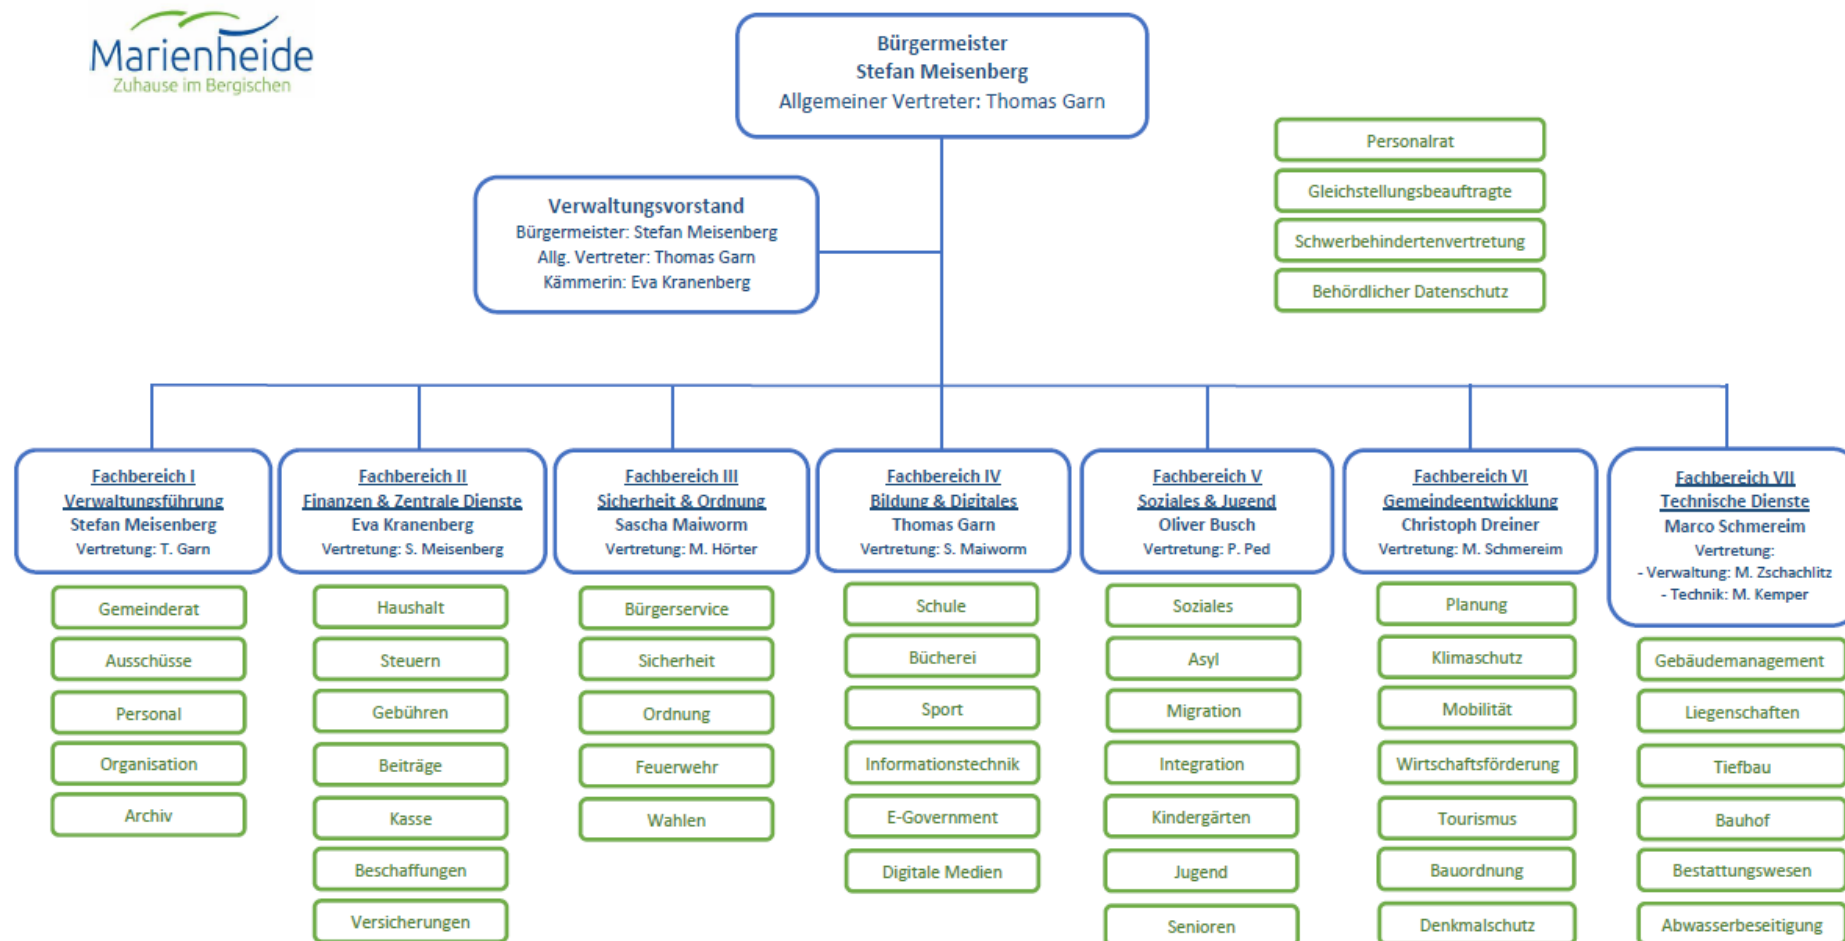 Marienheide
Zuhause im Bergischen
Bürgermeister
Stefan Meisenberg
Allgemeiner Vertreter: Thomas Garn
Personalrat
Gleichstellungsbeauftragte
Schwerbehindertenvertretung
Behördlicher Datenschutz
Verwaltungsvorstand
Bürgermeister: Stefan Meisenberg
Allg. Vertreter: Thomas Garn
Kämmerin: Eva Kranenberg
Fachbereich I
Verwaltungsführung
Stefan Meisenberg
Vertretung: T. Garn
Gemeinderat
Ausschüsse
Personal
Organisation
Archiv
Fachbereich II
Finanzen & Zentrale Dienste
Eva Kranenberg
Vertretung: S. Meisenberg
Haushalt
Steuern
Gebühren
Beiträge
Kasse
Beschaffungen
Versicherungen
Fachbereich III
Sicherheit & Ordnung
Sascha Maiworm
Vertretung: M. Hörter
Bürgerservice
Sicherheit
Ordnung
Feuerwehr
Wahlen
Fachbereich IV
Bildung & Digitales
Thomas Garn
Vertretung: S. Maiworm
Schule
Bücherei
Sport
Informationstechnik
E-Government
Digitale Medien
Fachbereich V
Soziales & Jugend
Oliver Busch
Vertretung: P. Ped
Soziales
Asyl
Migration
Integration
Kindergärten
Jugend
Senioren
Fachbereich VI
Gemeindeentwicklung
Christoph Dreiner
Vertretung: M. Schmereim
Planung
Klimaschutz
Mobilität
Wirtschaftsförderung
Tourismus
Bauordnung
Denkmalschutz
Fachbereich VII
Technische Dienste
Marco Schmereim
Vertretung:
- Verwaltung: M. Zschachlitz
- Technik: M. Kemper
Gebäudemanagement
Liegenschaften
Tiefbau
Bauhof
Bestattungswesen
Abwasserbeseitigung